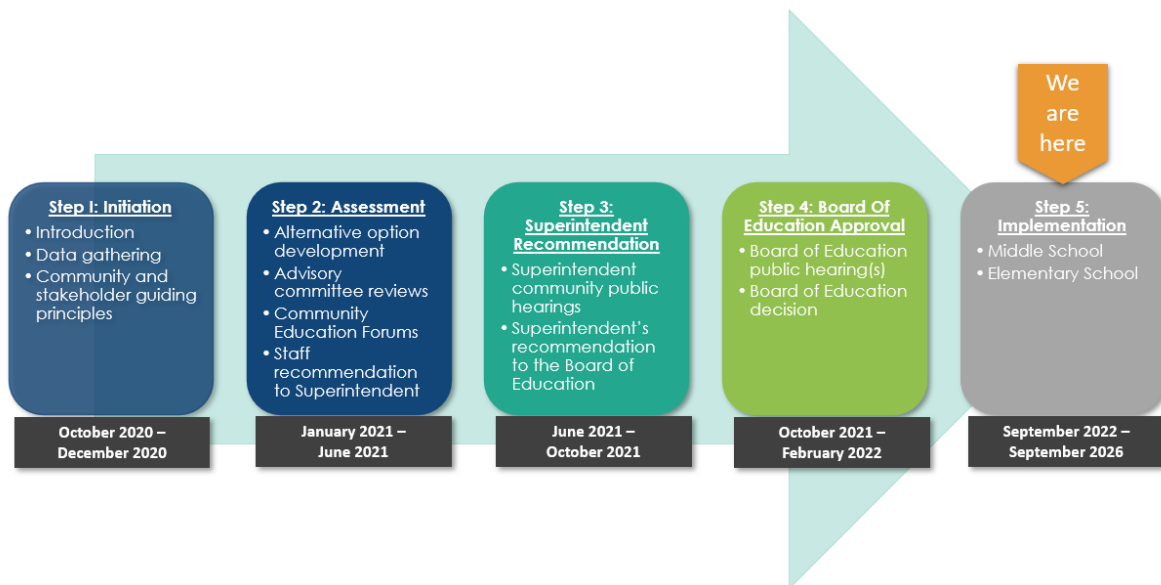 We
are
here
Step 1: Initiation
• Introduction
• Data gathering
• Community and
stakeholder guiding
principles
October 2020 –
December 2020
Step 2: Assessment
• Alternative option
development
• Advisory
committee reviews
• Community
Education Forums
• Staff
recommendation
to Superintendent
January 2021 –
June 2021
Step 3:
Superintendent
Recommendation
• Superintendent
community public
hearings
• Superintendent's
recommendation
to the Board of
Education
June 2021 –
October 2021
Step 4: Board Of
Education Approval
• Board of Education
public hearing(s)
• Board of Education
decision
October 2021 –
February 2022
Step 5:
Implementation
• Middle School
• Elementary School
September 2022 –
September 2026